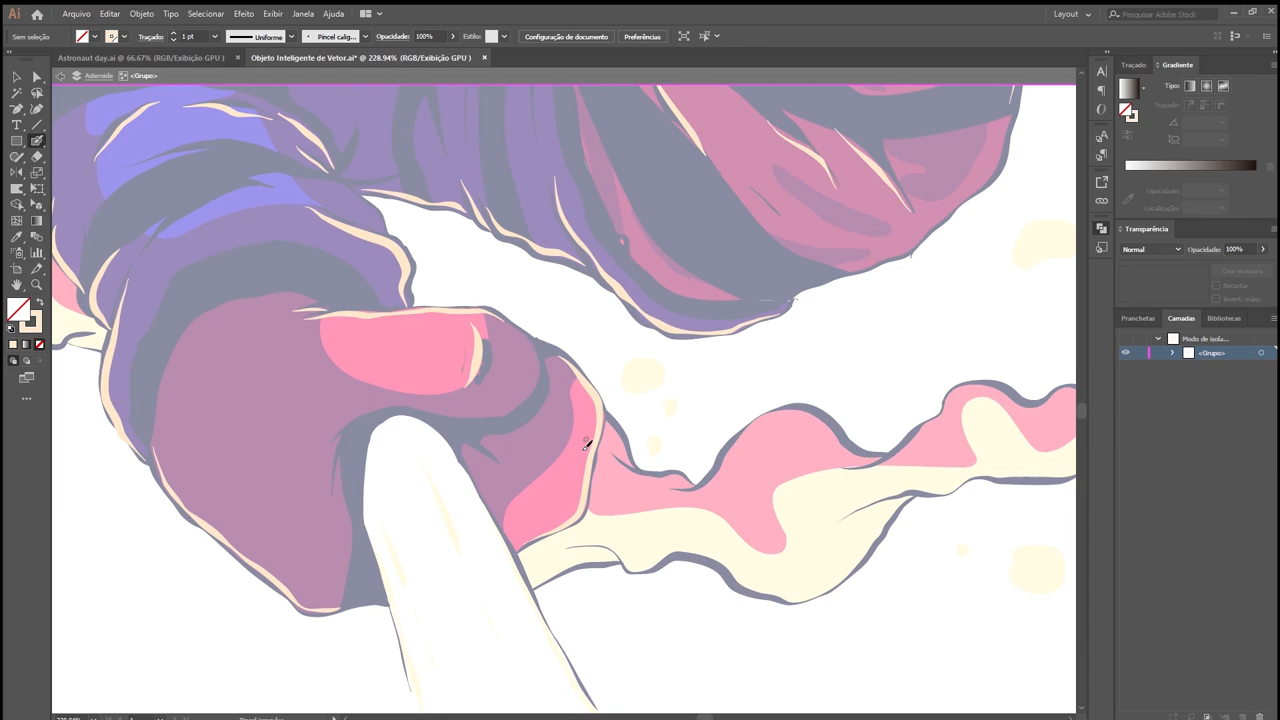 Ai Arquivo Editar Objeto Tipo Selecionar Efeito Exibir Janela Ajuda Layout Pesquisar Adobe Stock
Sem seleção Traçado: 1 pt Uniforme Pincel calig... Opacidade: 100% Estilo: Configuração de documento Preferências
Astronaut day.ai @ 66.67% (RGB/Exibição GPU ) × Objeto Inteligente de Vetor.ai* @ 228.94% (RGB/Exibição GPU ) ×
Asteroide <Grupo>
Traçado Gradiente
Tipo:
Opacidade:
Localização:
Transparência
Normal Opacidade: 100%
Criar máscara
Recortar
Invert. másc.
Pranchetas Camadas Bibliotecas
Modo de isola...
<Grupo>